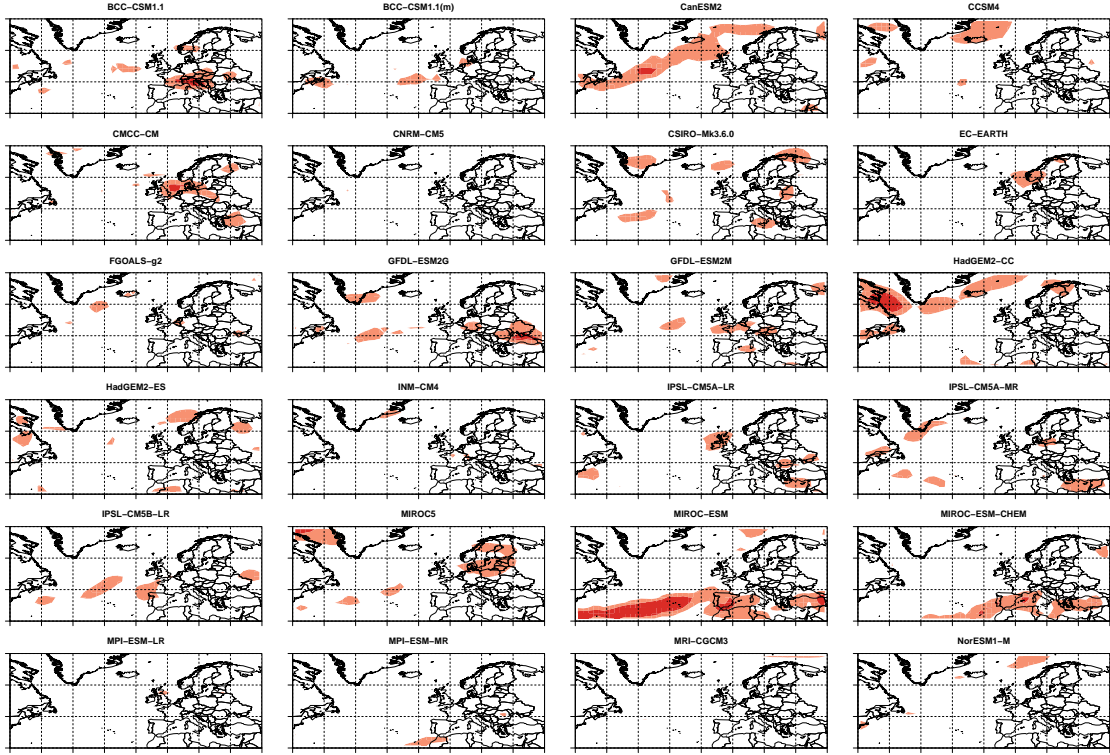 BCC−CSM1.1
BCC−CSM1.1(m)
CanESM2
CCSM4
CMCC−CM
CNRM−CM5
CSIRO−Mk3.6.0
EC−EARTH
FGOALS−g2
GFDL−ESM2G
GFDL−ESM2M
HadGEM2−CC
HadGEM2−ES
INM−CM4
IPSL−CM5A−LR
IPSL−CM5A−MR
IPSL−CM5B−LR
MIROC5
MIROC−ESM
MIROC−ESM−CHEM
MPI−ESM−LR
MPI−ESM−MR
MRI−CGCM3
NorESM1−M